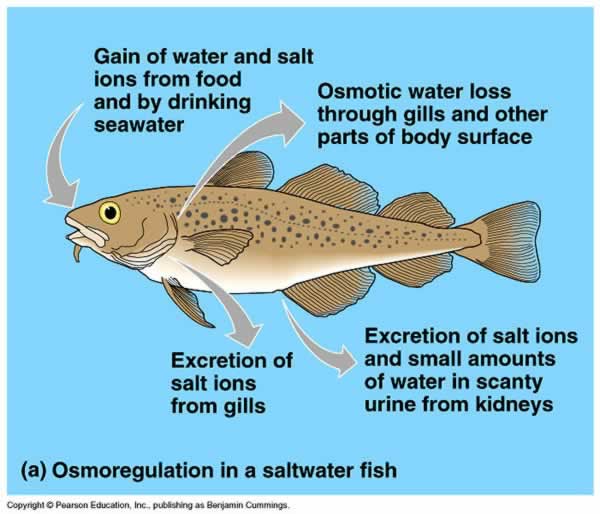 Gain of water and salt
ions from food
and by drinking
seawater
Osmotic water loss
through gills and other
parts of body surface
Excretion of
salt ions
from gills
Excretion of salt ions
and small amounts
of water in scanty
urine from kidneys
(a) Osmoregulation in a saltwater fish
Copyright © Pearson Education, Inc., publishing as Benjamin Cummings.